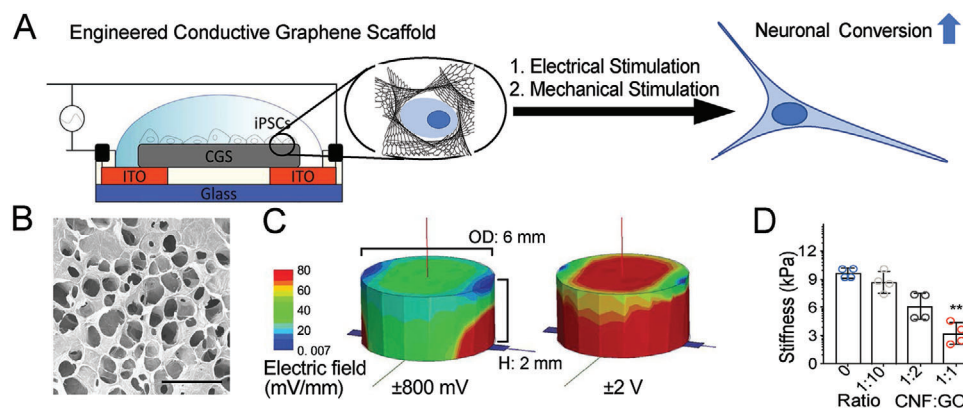 A
Engineered Conductive Graphene Scaffold
Neuronal Conversion
1. Electrical Stimulation
2. Mechanical Stimulation
iPSCs
CGS
ITO
ITO
Glass
B
C
OD: 6 mm
80
60
40
20
0.007
H: 2 mm
Electric field
(mV/mm)
±800 mV
±2 V
D
Stiffness (kPa)
12
9
6
3
0
**
0
1:10
1:2
1:1
Ratio
CNF:GO